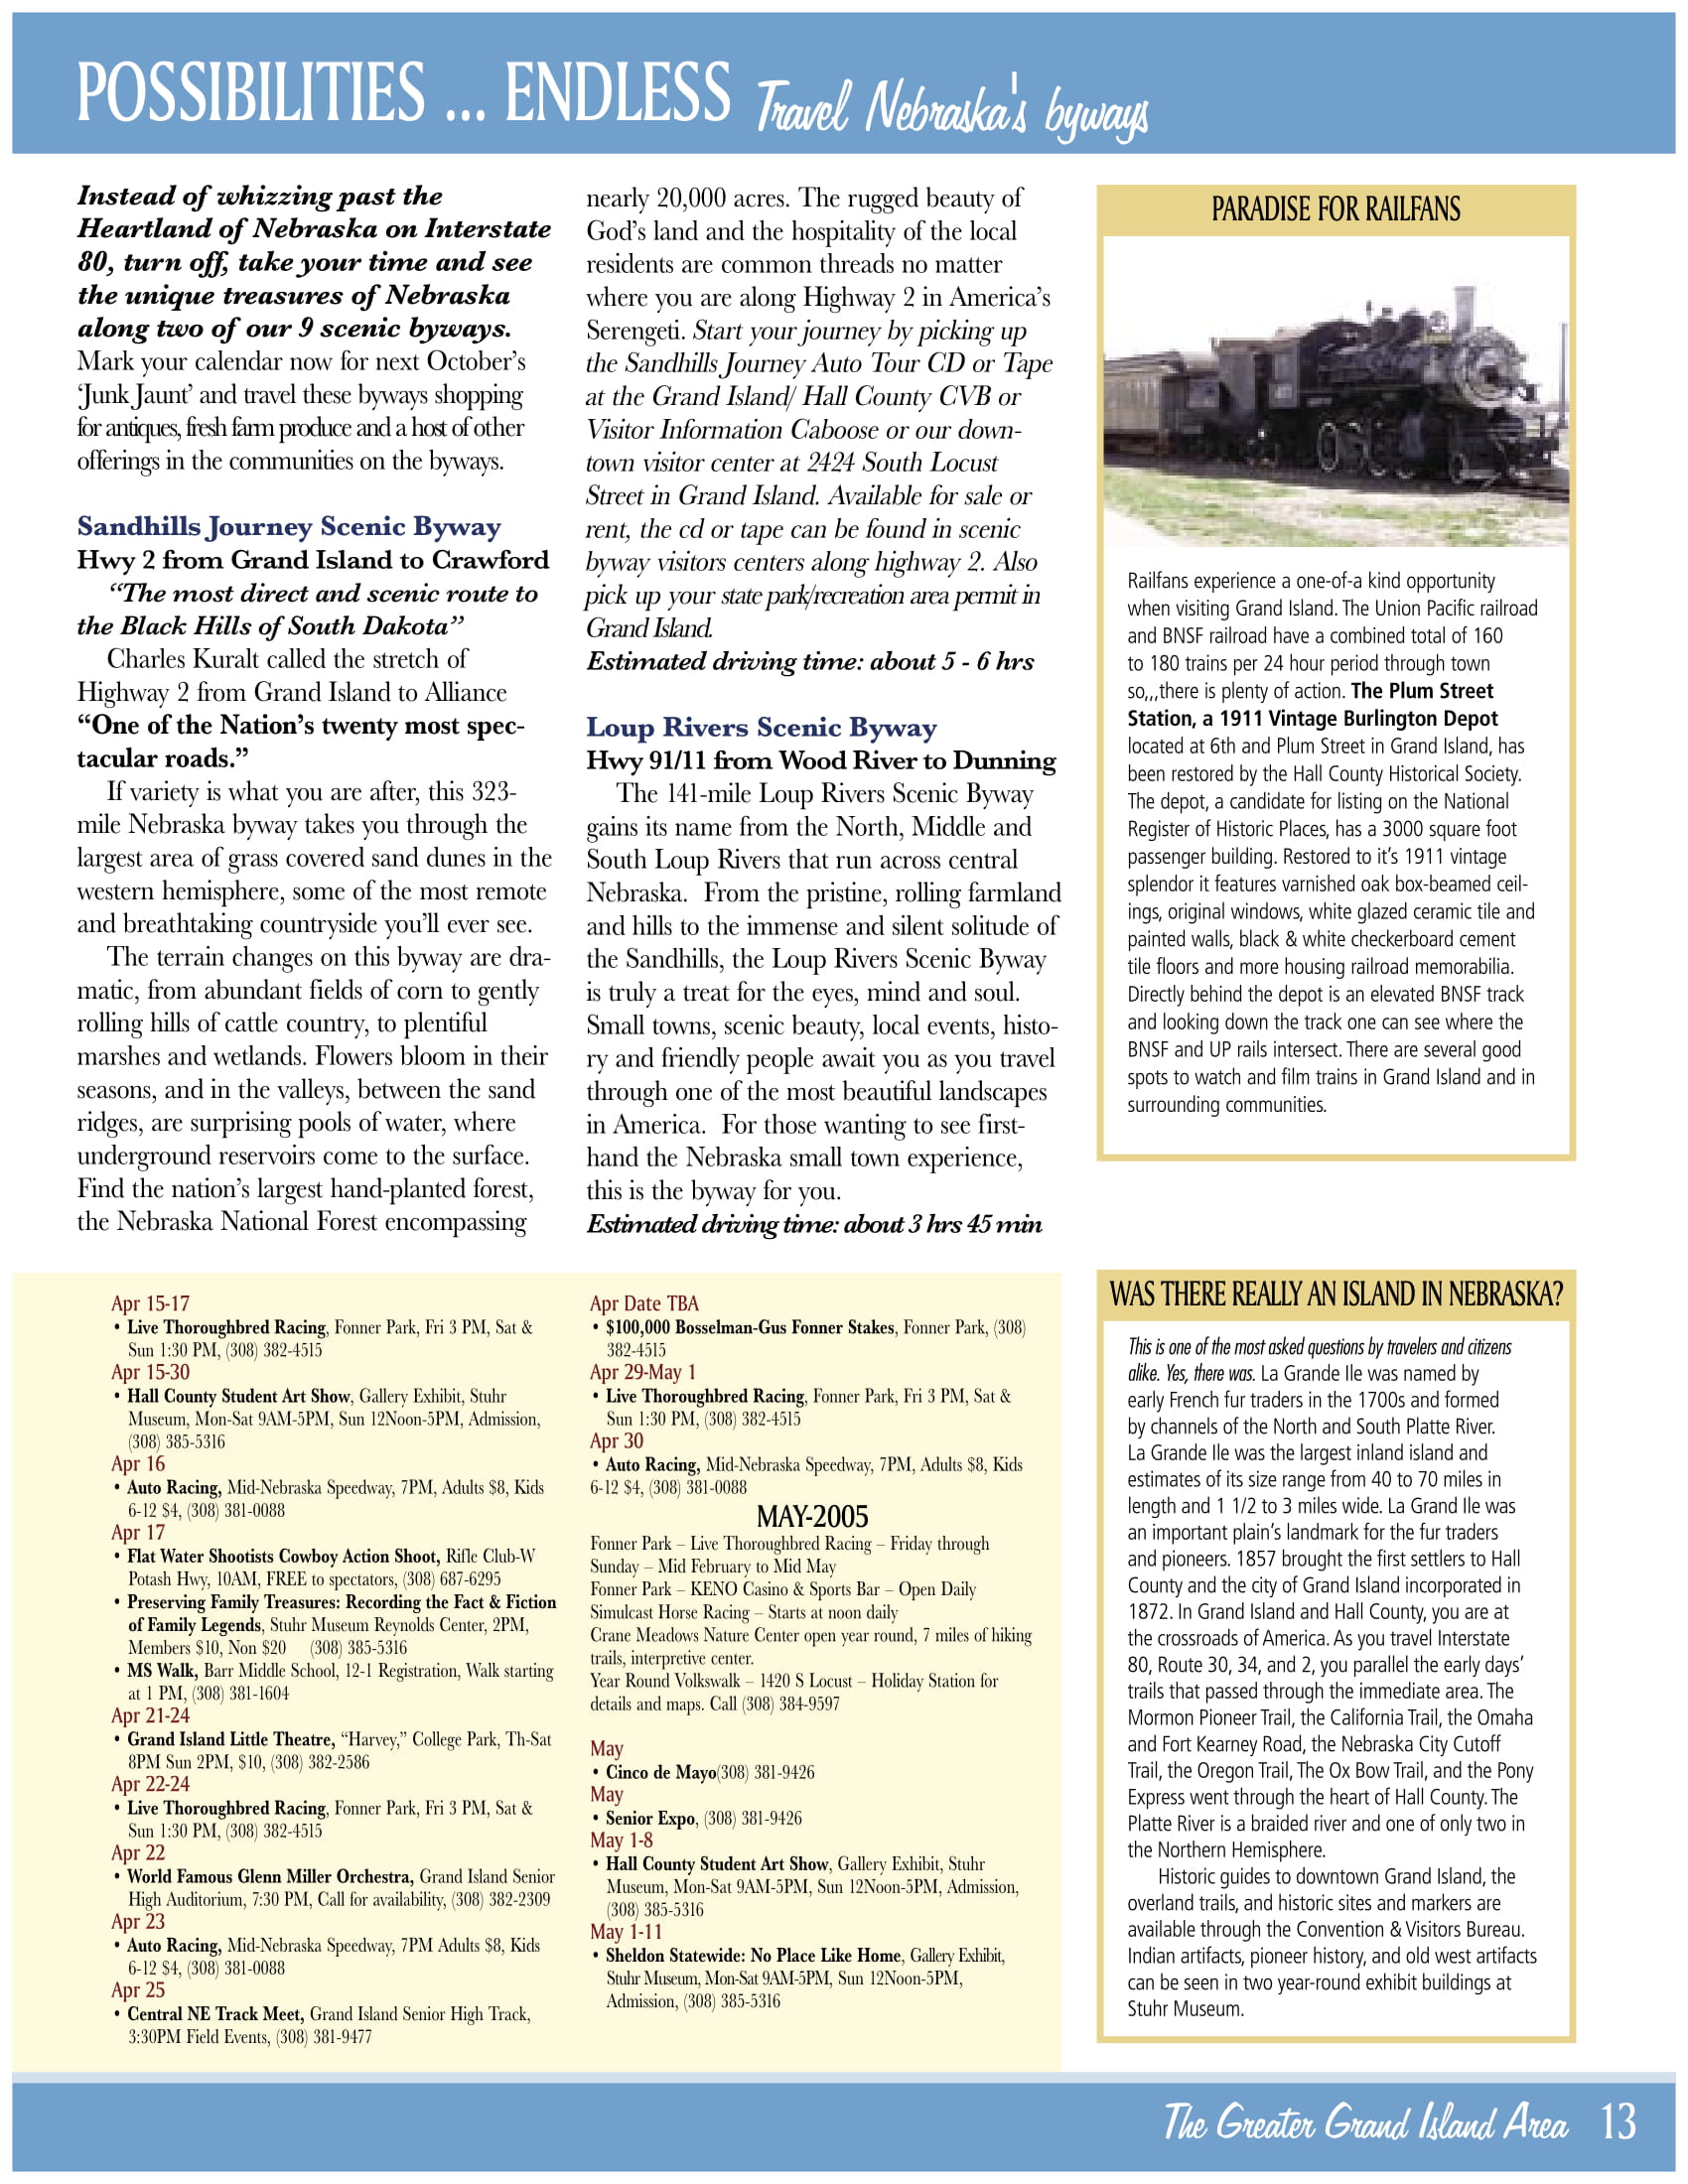 POSSIBILITIES ... ENDLESS Travel Nebraska's byways
Instead of whizzing past the
Heartland of Nebraska on Interstate
80, turn off, take your time and see
the unique treasures of Nebraska
along two of our 9 scenic byways.
Mark your calendar now for next October's
'Junk Jaunt' and travel these byways shopping
for antiques, fresh farm produce and a host of other
offerings in the communities on the byways.
Sandhills Journey Scenic Byway
Hwy 2 from Grand Island to Crawford
"The most direct and scenic route to
the Black Hills of South Dakota"
Charles Kuralt called the stretch of
Highway 2 from Grand Island to Alliance
"One of the Nation's twenty most spec-
tacular roads."
If variety is what you are after, this 323-
mile Nebraska byway takes you through the
largest area of grass covered sand dunes in the
western hemisphere, some of the most remote
and breathtaking countryside you'll ever see.
The terrain changes on this byway are dra-
matic, from abundant fields of corn to gently
rolling hills of cattle country, to plentiful
marshes and wetlands. Flowers bloom in their
seasons, and in the valleys, between the sand
ridges, are surprising pools of water, where
underground reservoirs come to the surface.
Find the nation's largest hand-planted forest,
the Nebraska National Forest encompassing
nearly 20,000 acres. The rugged beauty of
God's land and the hospitality of the local
residents are common threads no matter
where you are along Highway 2 in America's
Serengeti. Start your journey by picking up
the Sandhills Journey Auto Tour CD or Tape
at the Grand Island/ Hall County CVB or
Visitor Information Caboose or our down-
town visitor center at 2424 South Locust
Street in Grand Island. Available for sale or
rent, the cd or tape can be found in scenic
byway visitors centers along highway 2. Also
pick up your state park/recreation area permit in
Grand Island.
Estimated driving time: about 5 - 6 hrs
Loup Rivers Scenic Byway
Hwy 91/11 from Wood River to Dunning
The 141-mile Loup Rivers Scenic Byway
gains its name from the North, Middle and
South Loup Rivers that run across central
Nebraska. From the pristine, rolling farmland
and hills to the immense and silent solitude of
the Sandhills, the Loup Rivers Scenic Byway
is truly a treat for the eyes, mind and soul.
Small towns, scenic beauty, local events, histo-
ry and friendly people await you as you travel
through one of the most beautiful landscapes
in America. For those wanting to see first-
hand the Nebraska small town experience,
this is the byway for you.
Estimated driving time: about 3 hrs 45 min
PARADISE FOR RAILFANS
Railfans experience a one-of-a kind opportunity
when visiting Grand Island. The Union Pacific railroad
and BNSF railroad have a combined total of 160
to 180 trains per 24 hour period through town
so,,,there is plenty of action. The Plum Street
Station, a 1911 Vintage Burlington Depot
located at 6th and Plum Street in Grand Island, has
been restored by the Hall County Historical Society.
The depot, a candidate for listing on the National
Register of Historic Places, has a 3000 square foot
passenger building. Restored to it's 1911 vintage
splendor it features varnished oak box-beamed ceil-
ings, original windows, white glazed ceramic tile and
painted walls, black & white checkerboard cement
tile floors and more housing railroad memorabilia.
Directly behind the depot is an elevated BNSF track
and looking down the track one can see where the
BNSF and UP rails intersect. There are several good
spots to watch and film trains in Grand Island and in
surrounding communities.
Apr 15-17
• Live Thoroughbred Racing, Fonner Park, Fri 3 PM, Sat &
Sun 1:30 PM, (308) 382-4515
Apr 15-30
• Hall County Student Art Show, Gallery Exhibit, Stuhr
Museum, Mon-Sat 9AM-5PM, Sun 12Noon-5PM, Admission,
(308) 385-5316
Apr 16
• Auto Racing, Mid-Nebraska Speedway, 7PM, Adults $8, Kids
6-12 $4, (308) 381-0088
Apr 17
• Flat Water Shootists Cowboy Action Shoot, Rifle Club-W
Potash Hwy, 10AM, FREE to spectators, (308) 687-6295
• Preserving Family Treasures: Recording the Fact & Fiction
of Family Legends, Stuhr Museum Reynolds Center, 2PM,
Members $10, Non $20 (308) 385-5316
• MS Walk, Barr Middle School, 12-1 Registration, Walk starting
at 1 PM, (308) 381-1604
Apr 21-24
• Grand Island Little Theatre, "Harvey," College Park, Th-Sat
8PM Sun 2PM, $10, (308) 382-2586
Apr 22-24
• Live Thoroughbred Racing, Fonner Park, Fri 3 PM, Sat &
Sun 1:30 PM, (308) 382-4515
Apr 22
• World Famous Glenn Miller Orchestra, Grand Island Senior
High Auditorium, 7:30 PM, Call for availability, (308) 382-2309
Apr 23
• Auto Racing, Mid-Nebraska Speedway, 7PM Adults $8, Kids
6-12 $4, (308) 381-0088
Apr 25
• Central NE Track Meet, Grand Island Senior High Track,
3:30PM Field Events, (308) 381-9477
Apr Date TBA
• $100,000 Bosselman-Gus Fonner Stakes, Fonner Park, (308)
382-4515
Apr 29-May 1
• Live Thoroughbred Racing, Fonner Park, Fri 3 PM, Sat &
Sun 1:30 PM, (308) 382-4515
Apr 30
• Auto Racing, Mid-Nebraska Speedway, 7PM, Adults $8, Kids
6-12 $4, (308) 381-0088
MAY-2005
Fonner Park – Live Thoroughbred Racing – Friday through
Sunday – Mid February to Mid May
Fonner Park – KENO Casino & Sports Bar – Open Daily
Simulcast Horse Racing – Starts at noon daily
Crane Meadows Nature Center open year round, 7 miles of hiking
trails, interpretive center.
Year Round Volkswalk – 1420 S Locust – Holiday Station for
details and maps. Call (308) 384-9597
May
• Cinco de Mayo(308) 381-9426
May
• Senior Expo, (308) 381-9426
May 1-8
• Hall County Student Art Show, Gallery Exhibit, Stuhr
Museum, Mon-Sat 9AM-5PM, Sun 12Noon-5PM, Admission,
(308) 385-5316
May 1-11
• Sheldon Statewide: No Place Like Home, Gallery Exhibit,
Stuhr Museum, Mon-Sat 9AM-5PM, Sun 12Noon-5PM,
Admission, (308) 385-5316
WAS THERE REALLY AN ISLAND IN NEBRASKA?
This is one of the most asked questions by travelers and citizens
alike. Yes, there was. La Grande Ile was named by
early French fur traders in the 1700s and formed
by channels of the North and South Platte River.
La Grande Ile was the largest inland island and
estimates of its size range from 40 to 70 miles in
length and 1 1/2 to 3 miles wide. La Grand Ile was
an important plain's landmark for the fur traders
and pioneers. 1857 brought the first settlers to Hall
County and the city of Grand Island incorporated in
1872. In Grand Island and Hall County, you are at
the crossroads of America. As you travel Interstate
80, Route 30, 34, and 2, you parallel the early days'
trails that passed through the immediate area. The
Mormon Pioneer Trail, the California Trail, the Omaha
and Fort Kearney Road, the Nebraska City Cutoff
Trail, the Oregon Trail, The Ox Bow Trail, and the Pony
Express went through the heart of Hall County. The
Platte River is a braided river and one of only two in
the Northern Hemisphere.
Historic guides to downtown Grand Island, the
overland trails, and historic sites and markers are
available through the Convention & Visitors Bureau.
Indian artifacts, pioneer history, and old west artifacts
can be seen in two year-round exhibit buildings at
Stuhr Museum.
The Greater Grand Island Area 13